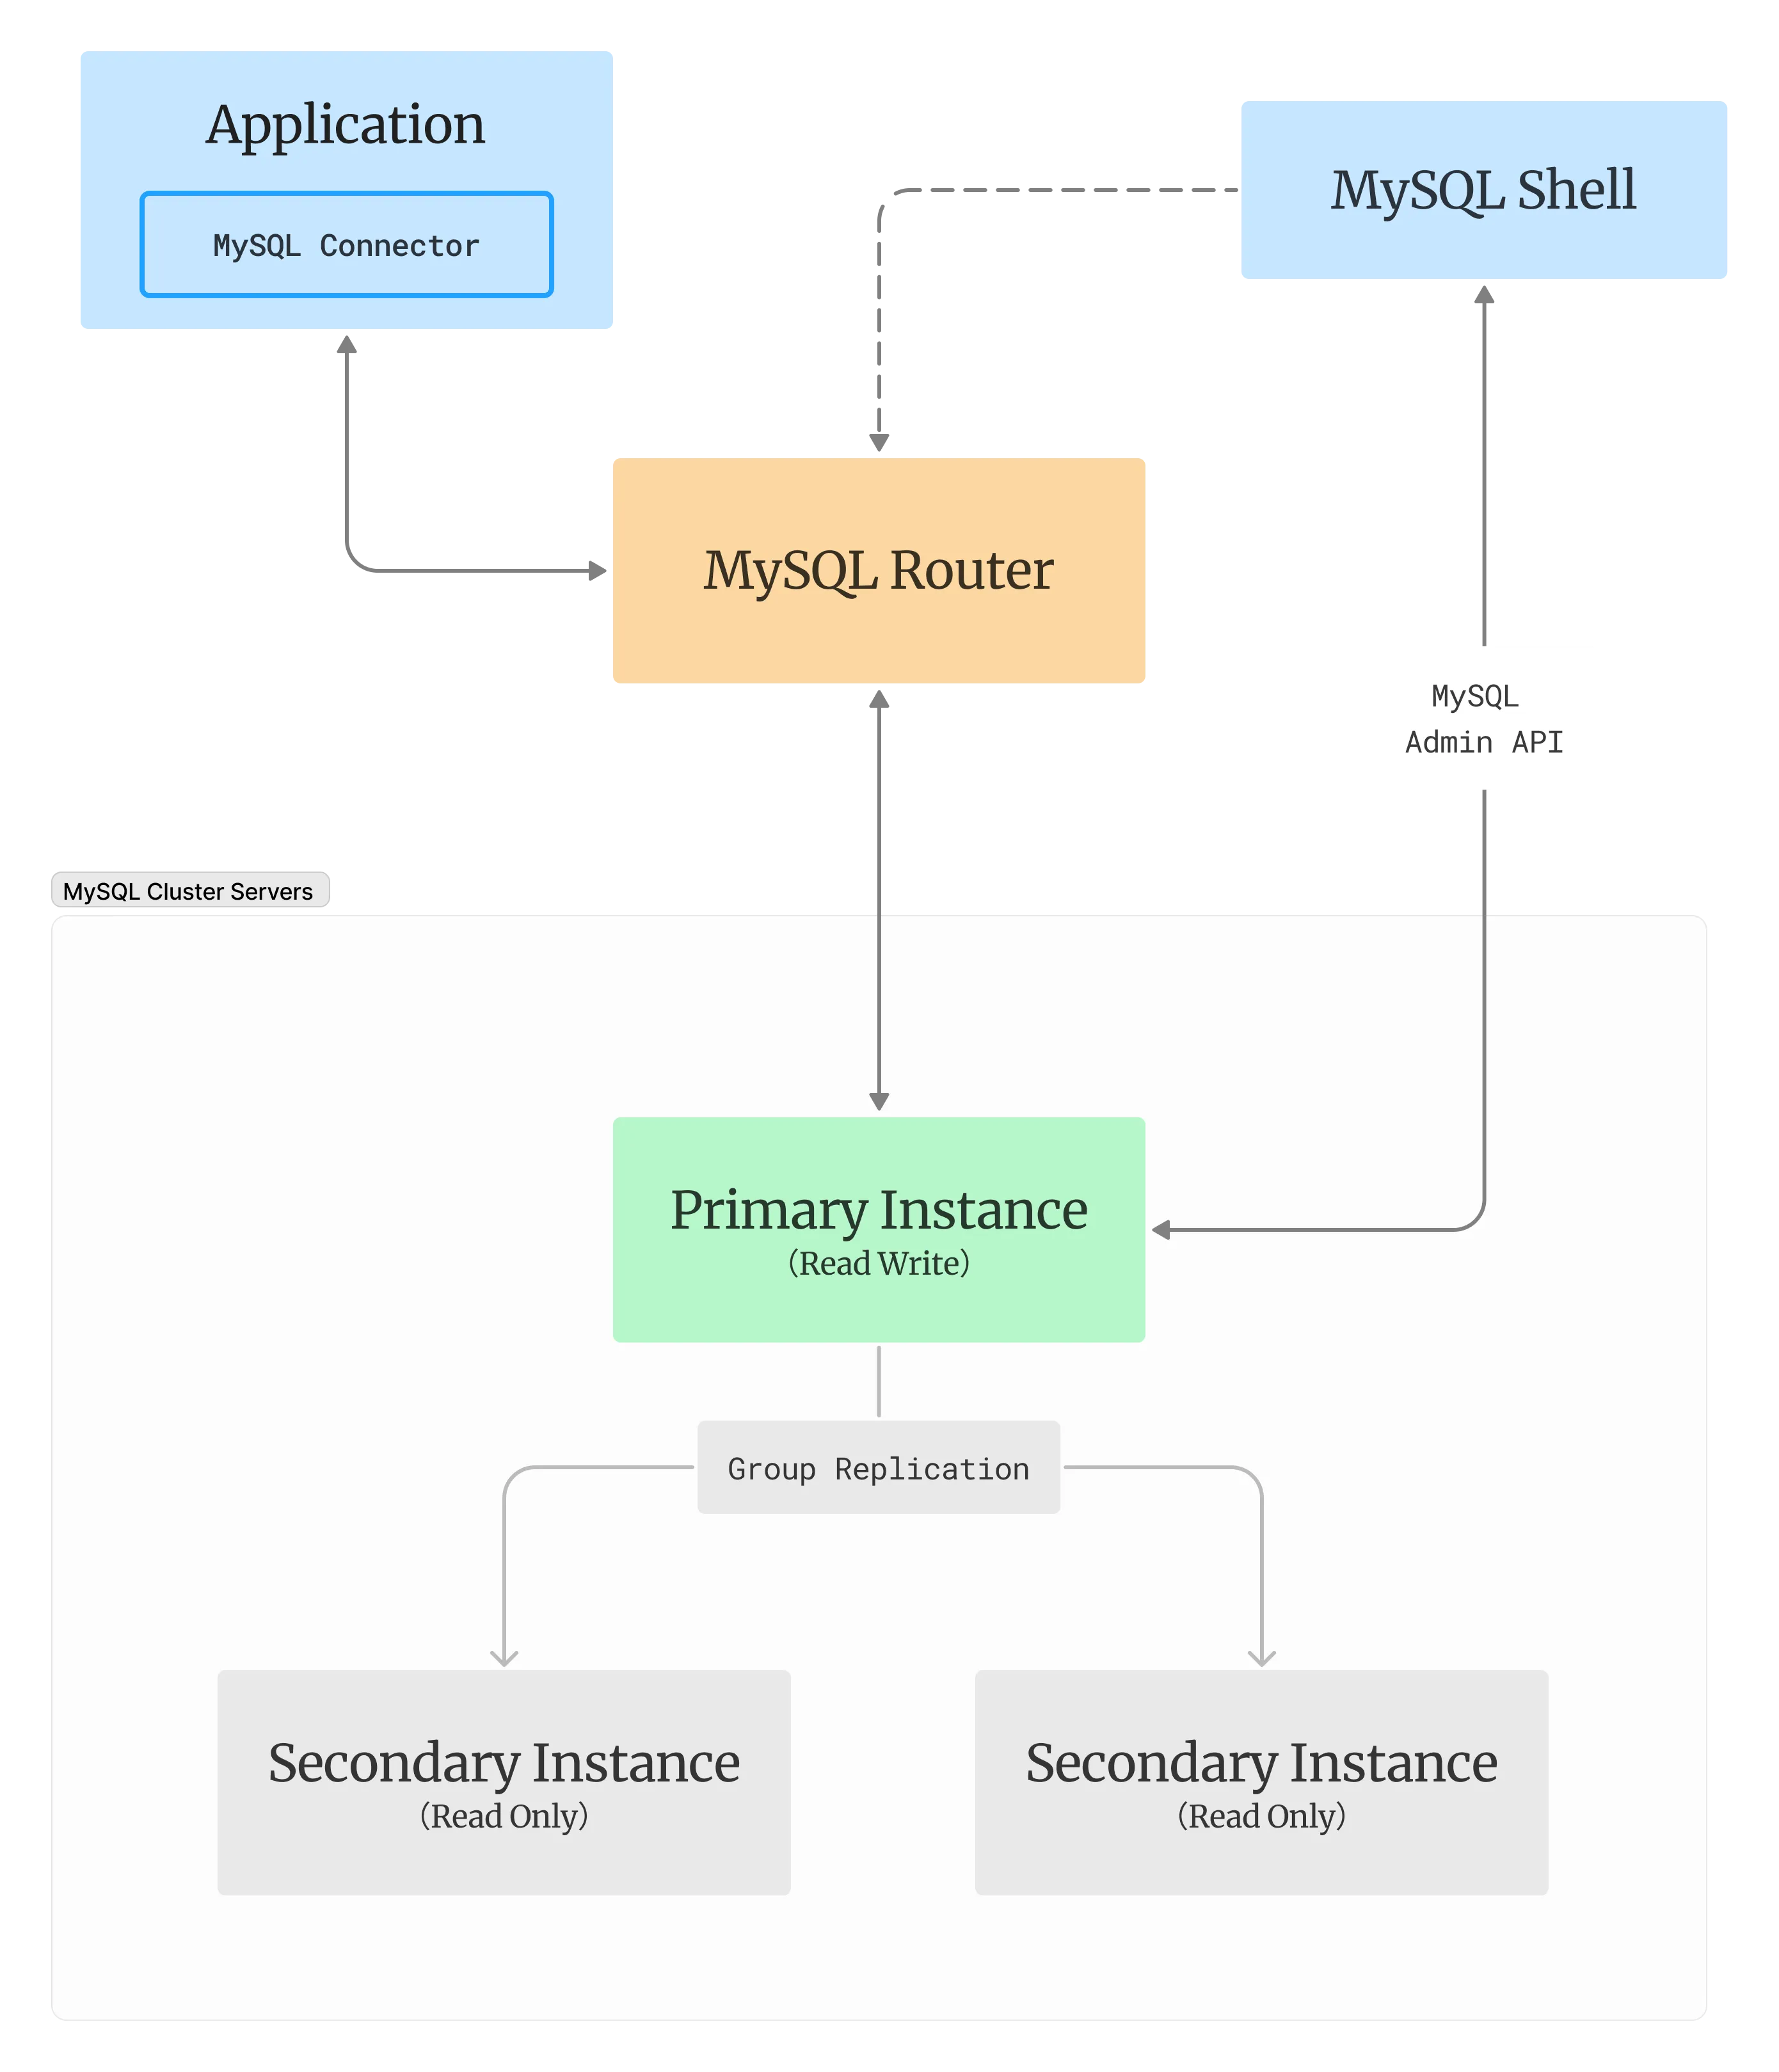 Application
MySQL Connector
MySQL Shell
MySQL Router
MySQL
Admin API
MySQL Cluster Servers
Primary Instance
(Read Write)
Group Replication
Secondary Instance
(Read Only)
Secondary Instance
(Read Only)